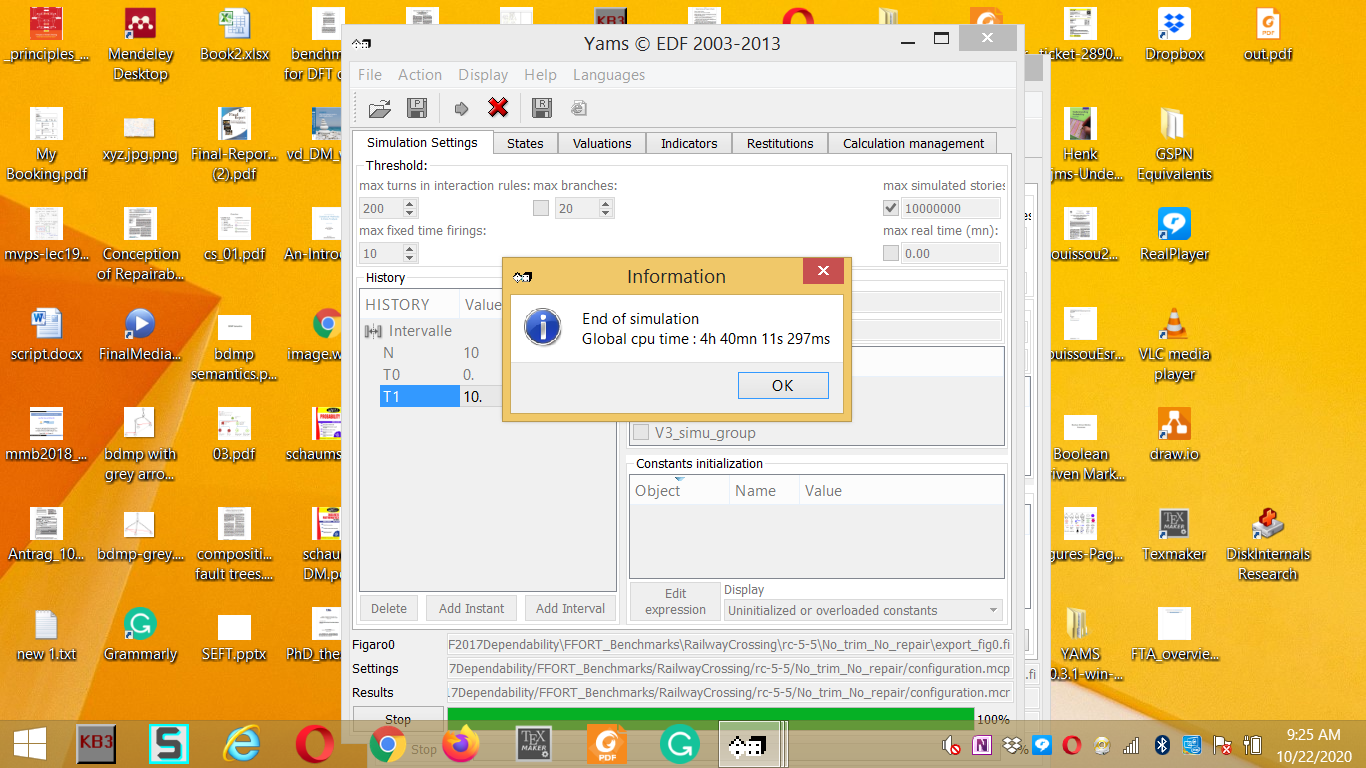 _principles_...
Mendeley
Desktop
Book2.xlsx
benchm
for DFT c
ticket-2890...
Dropbox
out.pdf
My
Booking.pdf
xyz.jpg.png
Final-Repor...
(2).pdf
vd_DM_v
Henk
jms-Unde...
GSPN
Equivalents
mvps-lec19...
Conception
of Repairab...
cs_01.pdf
An-Introd
ouissou2...
RealPlayer
script.docx
FinalMedia...
bdmp
semantics.p...
image.w
ouissouEsr...
VLC media
player
mmb2018_...
bdmp with
grey arro...
03.pdf
schaums
Boolean
riven Mark...
draw.io
Antrag_10...
bdmp-grey....
compositi...
fault trees....
schau
DM.p
gures-Pag...
Texmaker
DiskInternals
Research
new 1.txt
Grammarly
SEFT.pptx
PhD_the
YAMS
0.3.1-win-...
FTA_overvie...
KB3
Yams © EDF 2003-2013
File Action Display Help Languages
Simulation Settings States Valuations Indicators Restitutions Calculation management
Threshold:
max turns in interaction rules: max branches: max simulated stories
200 20 10000000
max fixed time firings: max real time (mn):
10 0.00
History
HISTORY Value
Intervalle
N 10
T0 0.
T1 10.
Information
End of simulation
Global cpu time : 4h 40mn 11s 297ms
OK
V3_simu_group
Constants initialization
Object Name Value
Edit
expression
Display
Uninitialized or overloaded constants
Delete Add Instant Add Interval
Figaro0 F2017Dependability\FFORT_Benchmarks\RailwayCrossing\rc-5-5\No_trim_No_repair\export_fig0.fi
Settings 7Dependability/FFORT_Benchmarks/RailwayCrossing/rc-5-5/No_trim_No_repair/configuration.mcp
Results 17Dependability/FFORT_Benchmarks/RailwayCrossing/rc-5-5/No_trim_No_repair/configuration.mcr
Stop 100%
.fi
KB3
Stop
TEX
MAKER
PDF
9:25 AM
10/22/2020